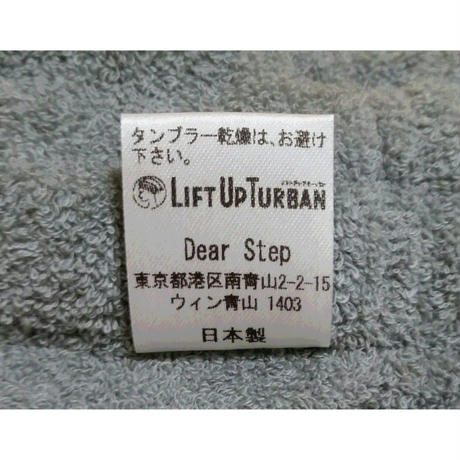 タンブラー乾燥は、お避け
下さい。
LIFT UP TURBAN
Dear Step
東京都港区南青山2-2-15
ウィン青山 1403
日本製